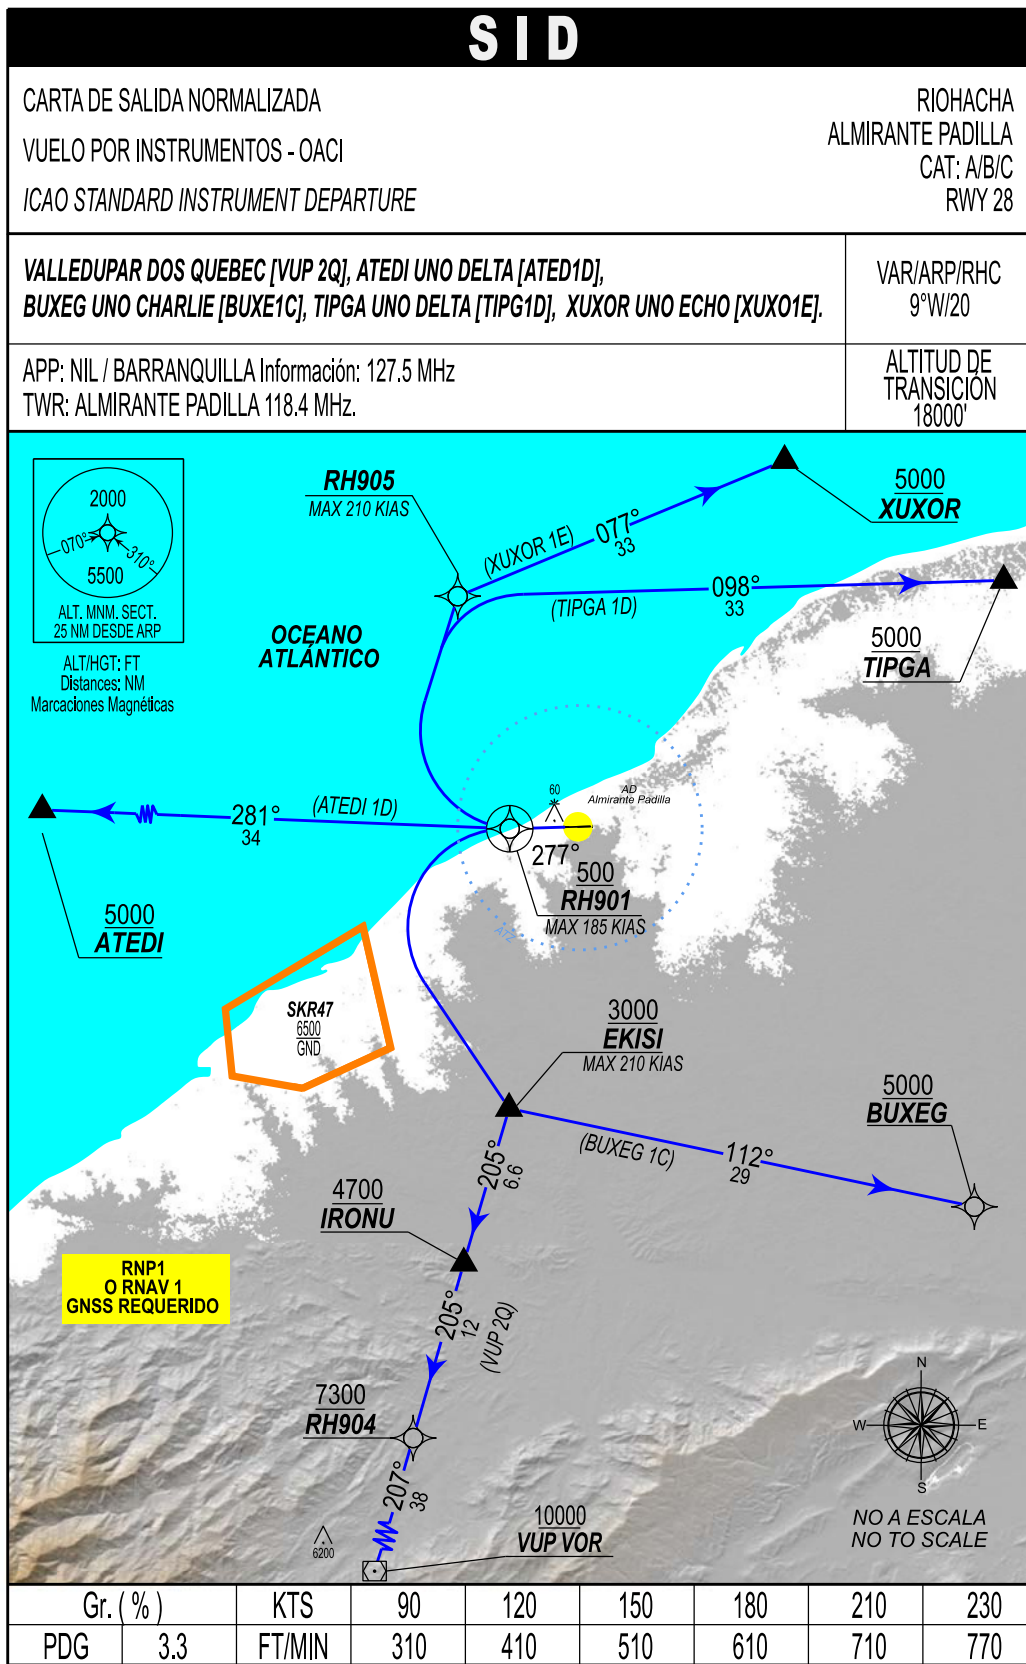 SID
CARTA DE SALIDA NORMALIZADA
VUELO POR INSTRUMENTOS - OACI
ICAO STANDARD INSTRUMENT DEPARTURE
RIOHACHA
ALMIRANTE PADILLA
CAT: A/B/C
RWY 28
VALLEDUPAR DOS QUEBEC [VUP 2Q], ATEDI UNO DELTA [ATED1D],
BUXEG UNO CHARLIE [BUXE1C], TIPGA UNO DELTA [TIPG1D], XUXOR UNO ECHO [XUXO1E].
VAR/ARP/RHC
9°W/20
APP: NIL / BARRANQUILLA Información: 127.5 MHz
TWR: ALMIRANTE PADILLA 118.4 MHz.
ALTITUD DE
TRANSICIÓN
18000'
2000
070°
310°
5500
ALT. MNM. SECT.
25 NM DESDE ARP
ALT/HGT: FT
Distances: NM
Marcaciones Magnéticas
RH905
MAX 210 KIAS
5000
XUXOR
(XUXOR 1E)
077°
33
098°
33
(TIPGA 1D)
OCEANO
ATLÁNTICO
5000
TIPGA
60
AD
Almirante Padilla
(ATEDI 1D)
281°
34
277°
500
RH901
MAX 185 KIAS
ATZ
5000
ATEDI
SKR47
6500
GND
3000
EKISI
MAX 210 KIAS
5000
BUXEG
(BUXEG 1C)
112°
29
205°
6.6
4700
IRONU
RNP1
O RNAV 1
GNSS REQUERIDO
205°
12
(VUP 2Q)
7300
RH904
207°
38
6200
10000
VUP VOR
N
W
E
S
NO A ESCALA
NO TO SCALE
Gr. ( % ) KTS 90 120 150 180 210 230
PDG 3.3 FT/MIN 310 410 510 610 710 770